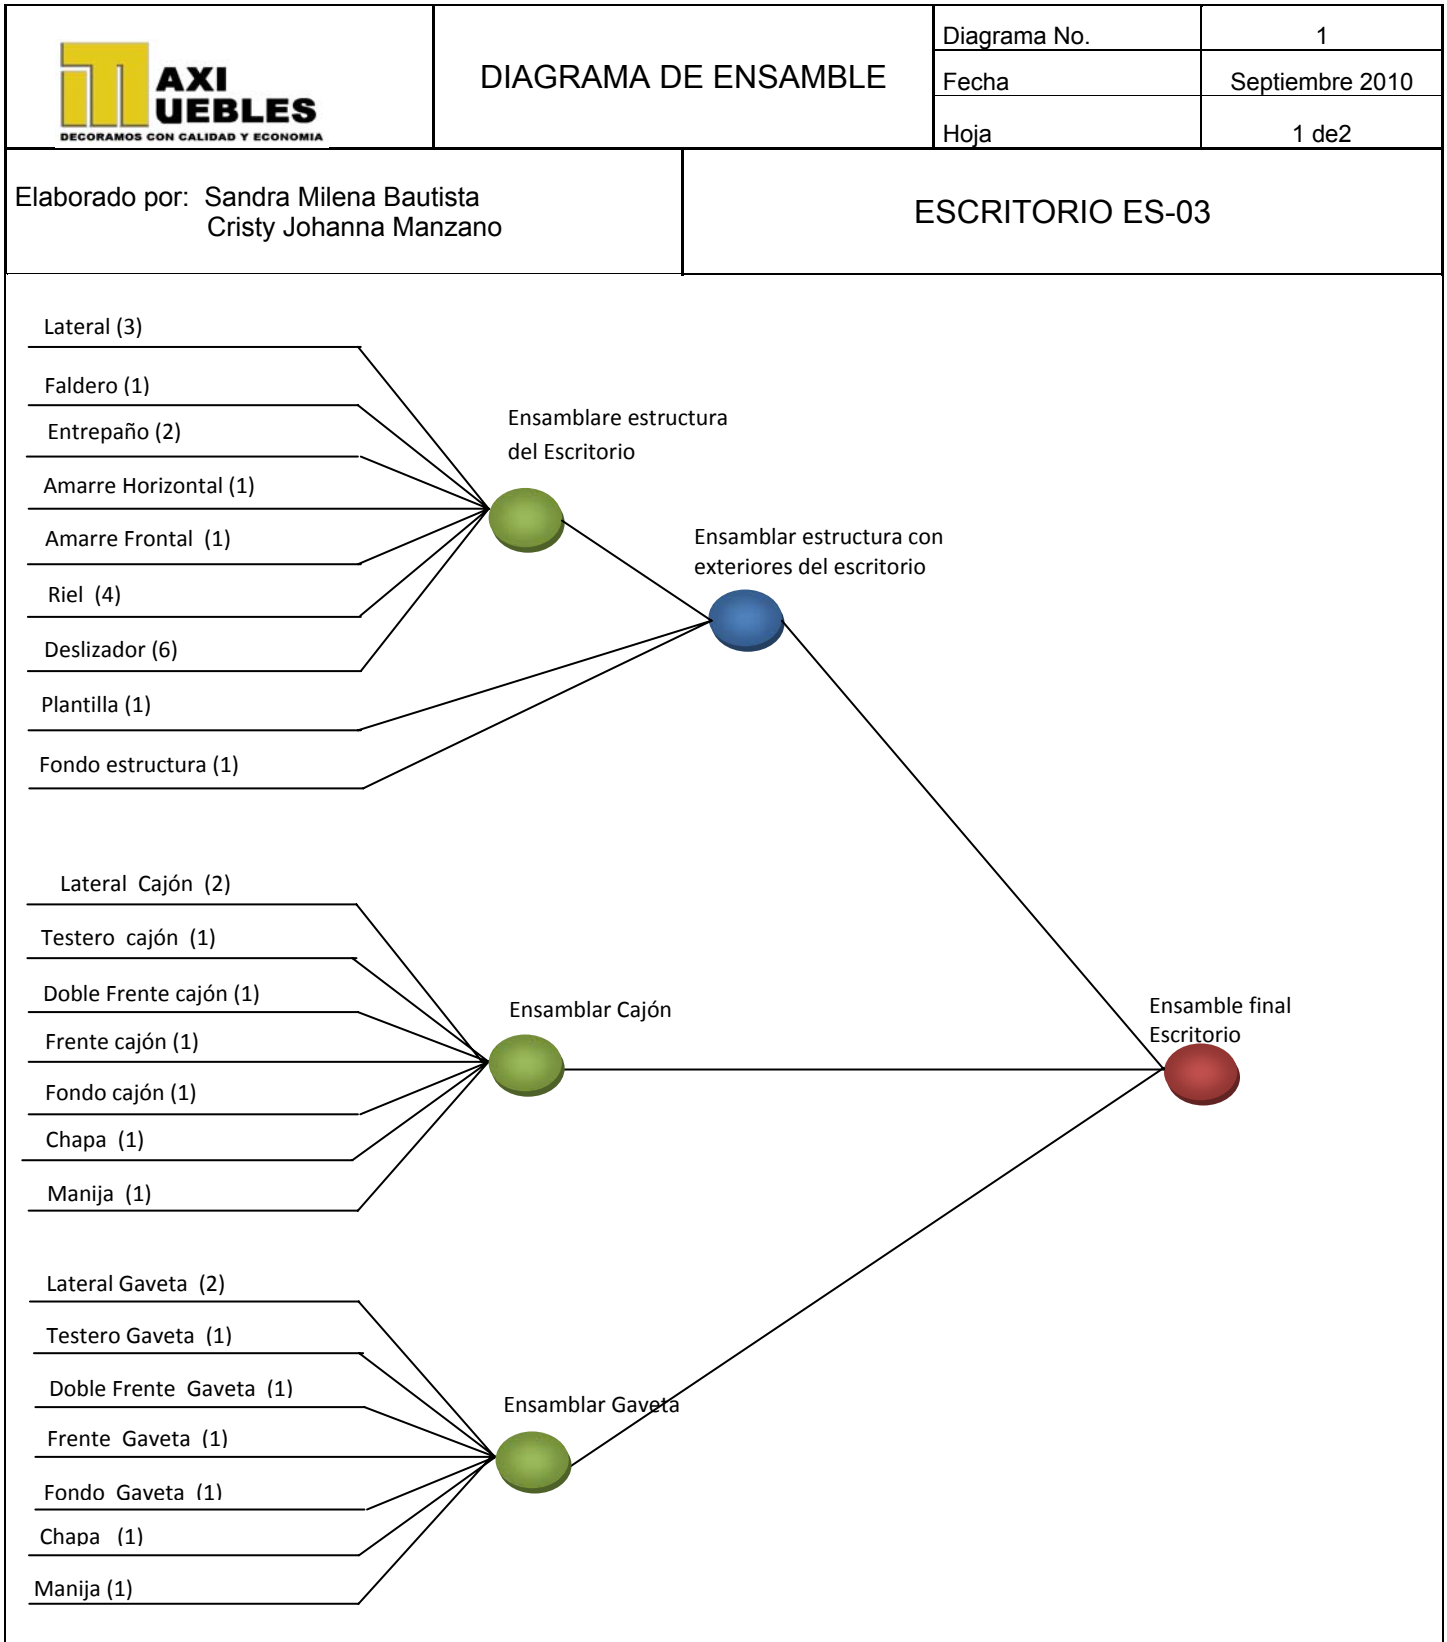 AXI
UEBLES
DECORAMOS CON CALIDAD Y ECONOMIA
DIAGRAMA DE ENSAMBLE
Diagrama No. 1
Fecha Septiembre 2010
Hoja 1 de2
Elaborado por: Sandra Milena Bautista
Cristy Johanna Manzano
ESCRITORIO ES-03
Lateral (3)
Faldero (1)
Entrepaño (2)
Amarre Horizontal (1)
Amarre Frontal (1)
Riel (4)
Deslizador (6)
Plantilla (1)
Fondo estructura (1)
Ensamblare estructura
del Escritorio
Ensamblar estructura con
exteriores del escritorio
Lateral Cajón (2)
Testero cajón (1)
Doble Frente cajón (1)
Frente cajón (1)
Fondo cajón (1)
Chapa (1)
Manija (1)
Ensamblar Cajón
Ensamble final
Escritorio
Lateral Gaveta (2)
Testero Gaveta (1)
Doble Frente Gaveta (1)
Frente Gaveta (1)
Fondo Gaveta (1)
Chapa (1)
Manija (1)
Ensamblar Gaveta